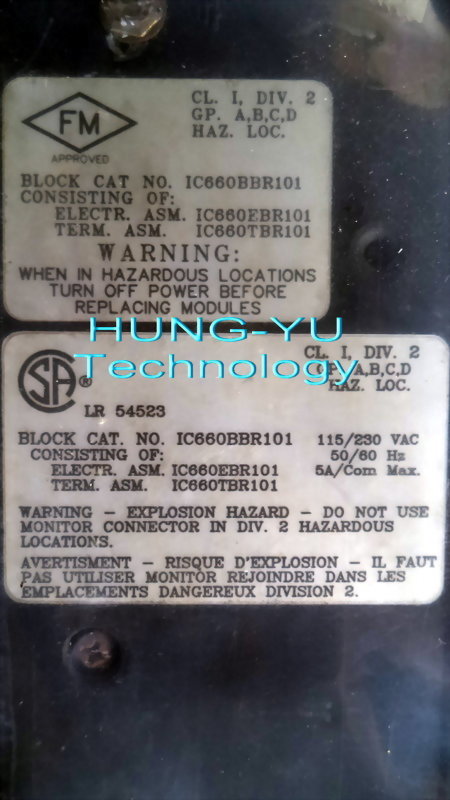 FM
APPROVED
CL. I, DIV. 2
GP. A,B,C,D
HAZ. LOC.
BLOCK CAT NO. IC660BBR101
CONSISTING OF:
ELECTR. ASM. IC660EBR101
TERM. ASM. IC660TBR101
WARNING:
WHEN IN HAZARDOUS LOCATIONS
TURN OFF POWER BEFORE
REPLACING MODULES
HUNG-YU
Technology
SA®
LR 54523
CL. I, DIV. 2
GP. A,B,C,D
HAZ. LOC.
BLOCK CAT. NO. IC660BBR101 115/230 VAC
CONSISTING OF: 50/60 Hz
ELECTR. ASM. IC660EBR101 5A/Com Max.
TERM. ASM. IC660TBR101
WARNING - EXPLOSION HAZARD - DO NOT USE
MONITOR CONNECTOR IN DIV. 2 HAZARDOUS
LOCATIONS.
AVERTISMENT - RISQUE D'EXPLOSION - IL FAUT
PAS UTILISER MONITOR REJOINDRE DANS LES
EMPLACEMENTS DANGEREUX DIVISION 2.